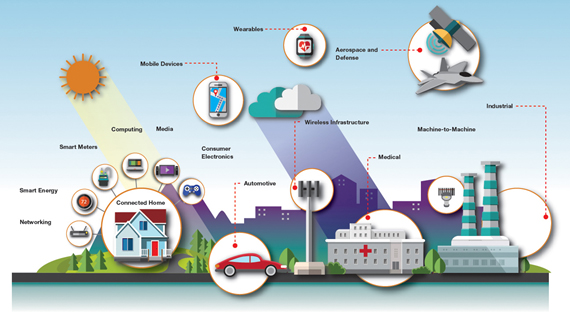 Wearables
Aerospace and
Defense
Mobile Devices
Industrial
Wireless Infrastructure
Computing
Media
Machine-to-Machine
Smart Meters
Consumer
Electronics
Medical
Automotive
Smart Energy
Connected Home
Networking